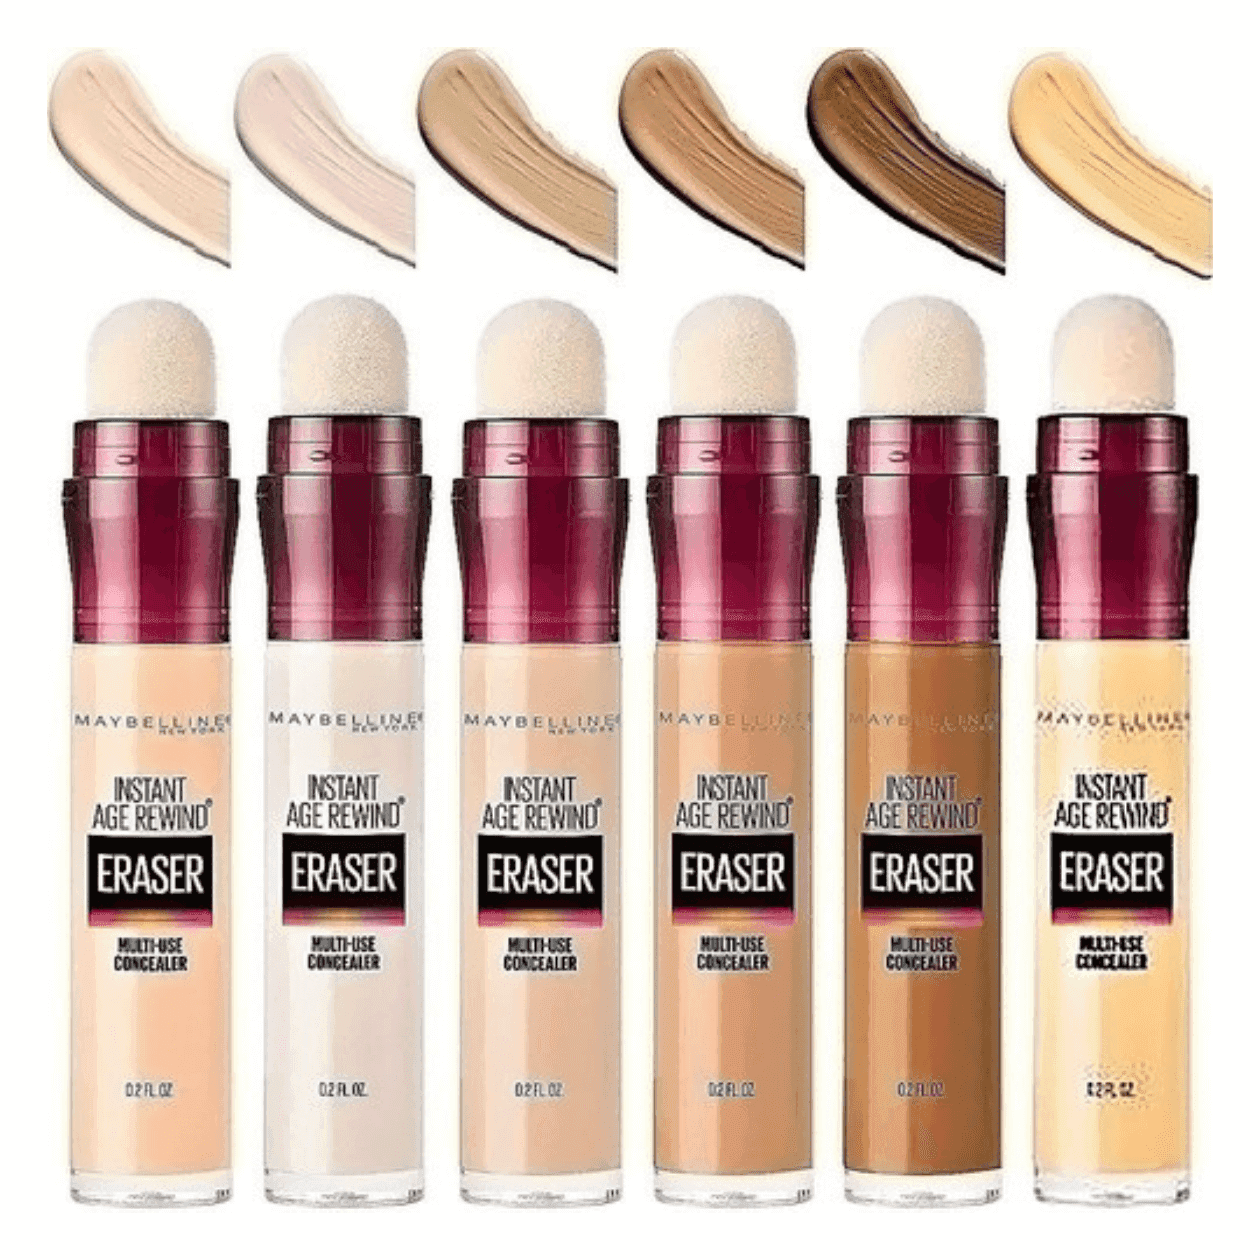 MAYBELLINE
NEW YORK
INSTANT
AGE REWIND®
ERASER
MULTI-USE
CONCEALER
0.2 FL. OZ.
MAYBELLINE
NEW YORK
INSTANT
AGE REWIND®
ERASER
MULTI-USE
CONCEALER
0.2 FL. OZ.
MAYBELLINE
NEW YORK
INSTANT
AGE REWIND®
ERASER
MULTI-USE
CONCEALER
0.2 FL. OZ.
MAYBELLINE
NEW YORK
INSTANT
AGE REWIND®
ERASER
MULTI-USE
CONCEALER
0.2 FL. OZ.
MAYBELLINE
NEW YORK
INSTANT
AGE REWIND®
ERASER
MULTI-USE
CONCEALER
0.2 FL. OZ.
MAYBELLINE
NEW YORK
INSTANT
AGE REWIND®
ERASER
MULTI-USE
CONCEALER
0.2 FL. OZ.